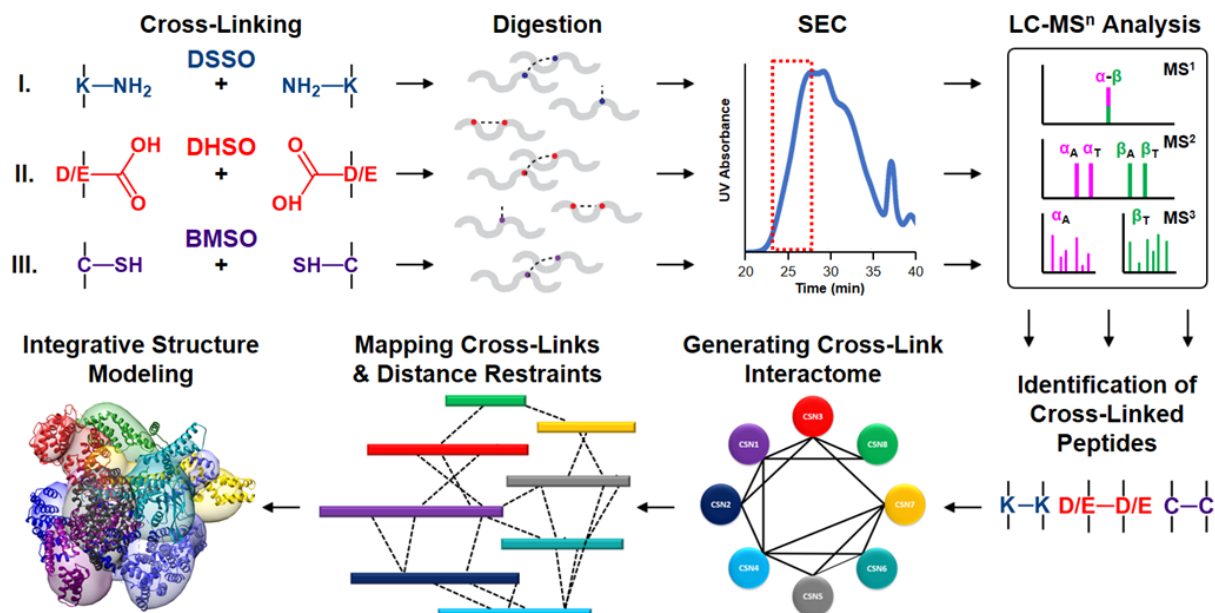 Cross-Linking
Digestion
SEC
LC-MSⁿ Analysis
I.
K—NH₂
DSSO
+
NH₂—K
II.
D/E
OH
O
DHSO
+
O
OH
D/E
III.
C—SH
BMSO
+
SH—C
UV Absorbance
20 25 30 35 40
Time (min)
α-β
MS¹
αA αT βA βT
MS²
αA
βT
MS³
Integrative Structure
Modeling
Mapping Cross-Links
& Distance Restraints
Generating Cross-Link
Interactome
CSN3
CSN1
CSN8
CSN2
CSN7
CSN4
CSN6
CSN5
Identification of
Cross-Linked
Peptides
K—K D/E—D/E C—C